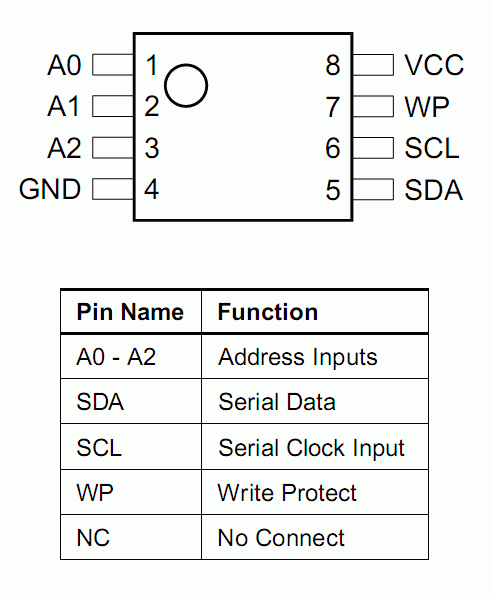 A0 1 8 VCC
A1 2 7 WP
A2 3 6 SCL
GND 4 5 SDA
Pin Name Function
A0 - A2 Address Inputs
SDA Serial Data
SCL Serial Clock Input
WP Write Protect
NC No Connect